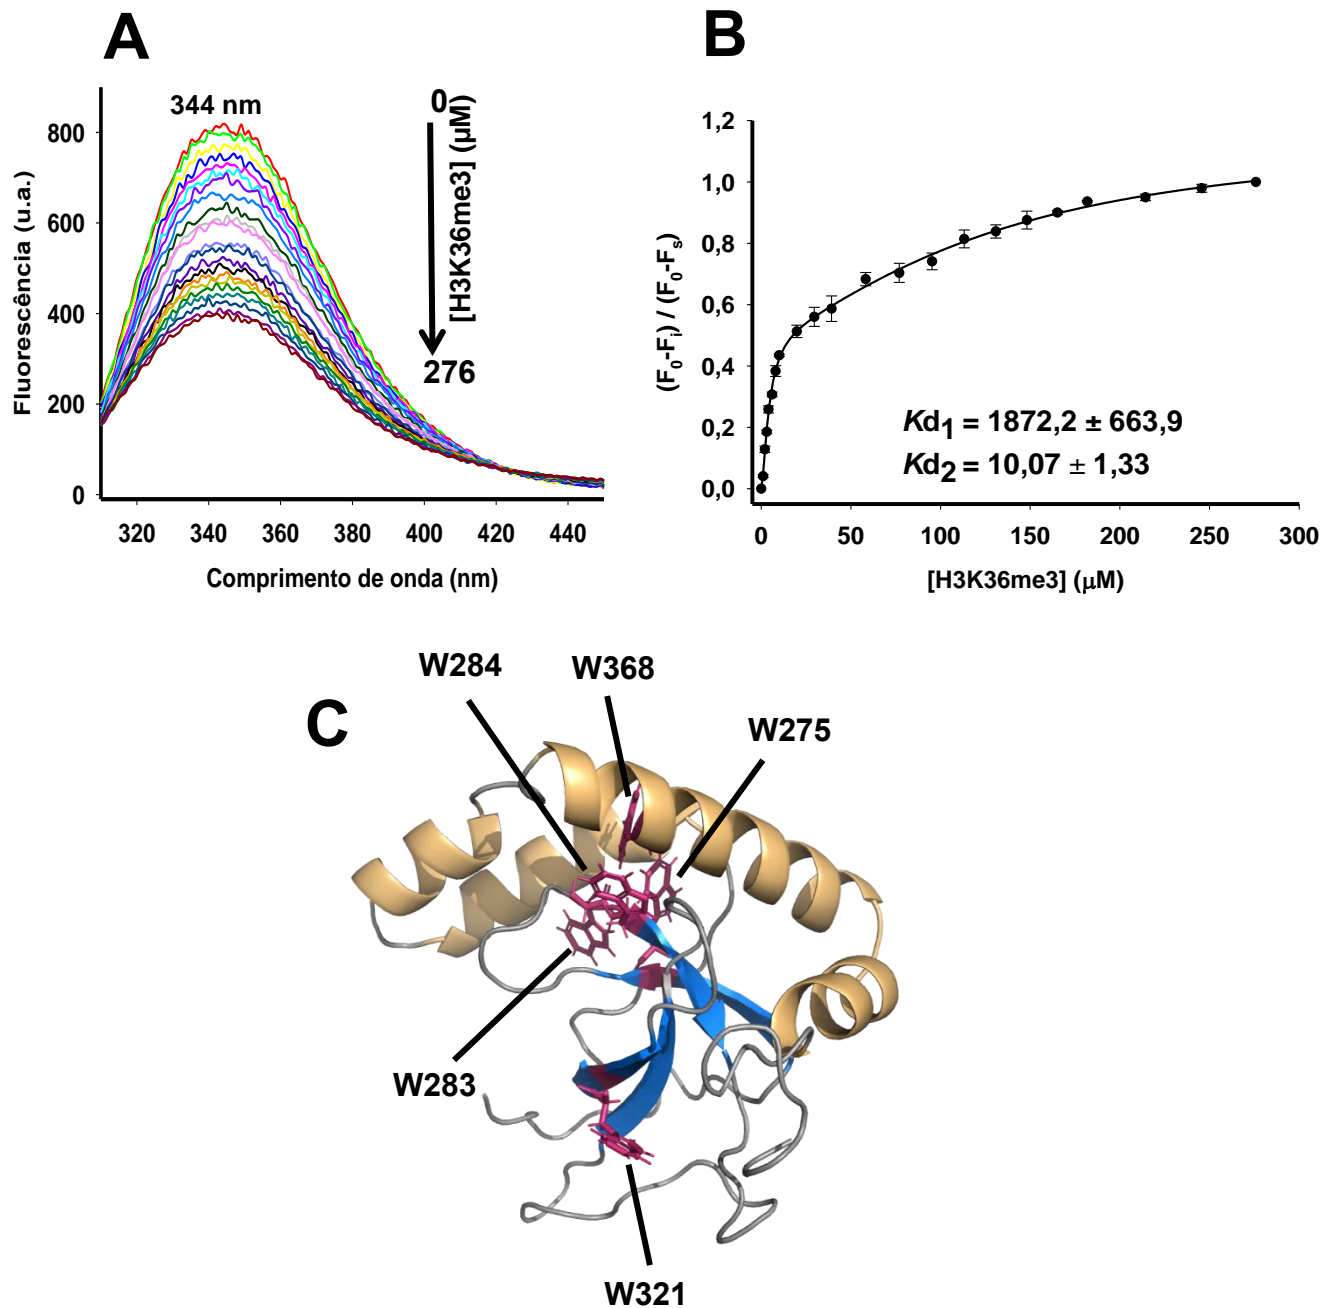 A
344 nm
0
[H3K36me3] (µM)
276
800
600
400
200
0
Fluorescência (u.a.)
320 340 360 380 400 420 440
Comprimento de onda (nm)
B
1,2
1,0
0,8
0,6
0,4
0,2
0,0
(F0-Fi) / (F0-Fs)
Kd1 = 1872,2 ± 663,9
Kd2 = 10,07 ± 1,33
0 50 100 150 200 250 300
[H3K36me3] (µM)
C
W284
W368
W275
W283
W321